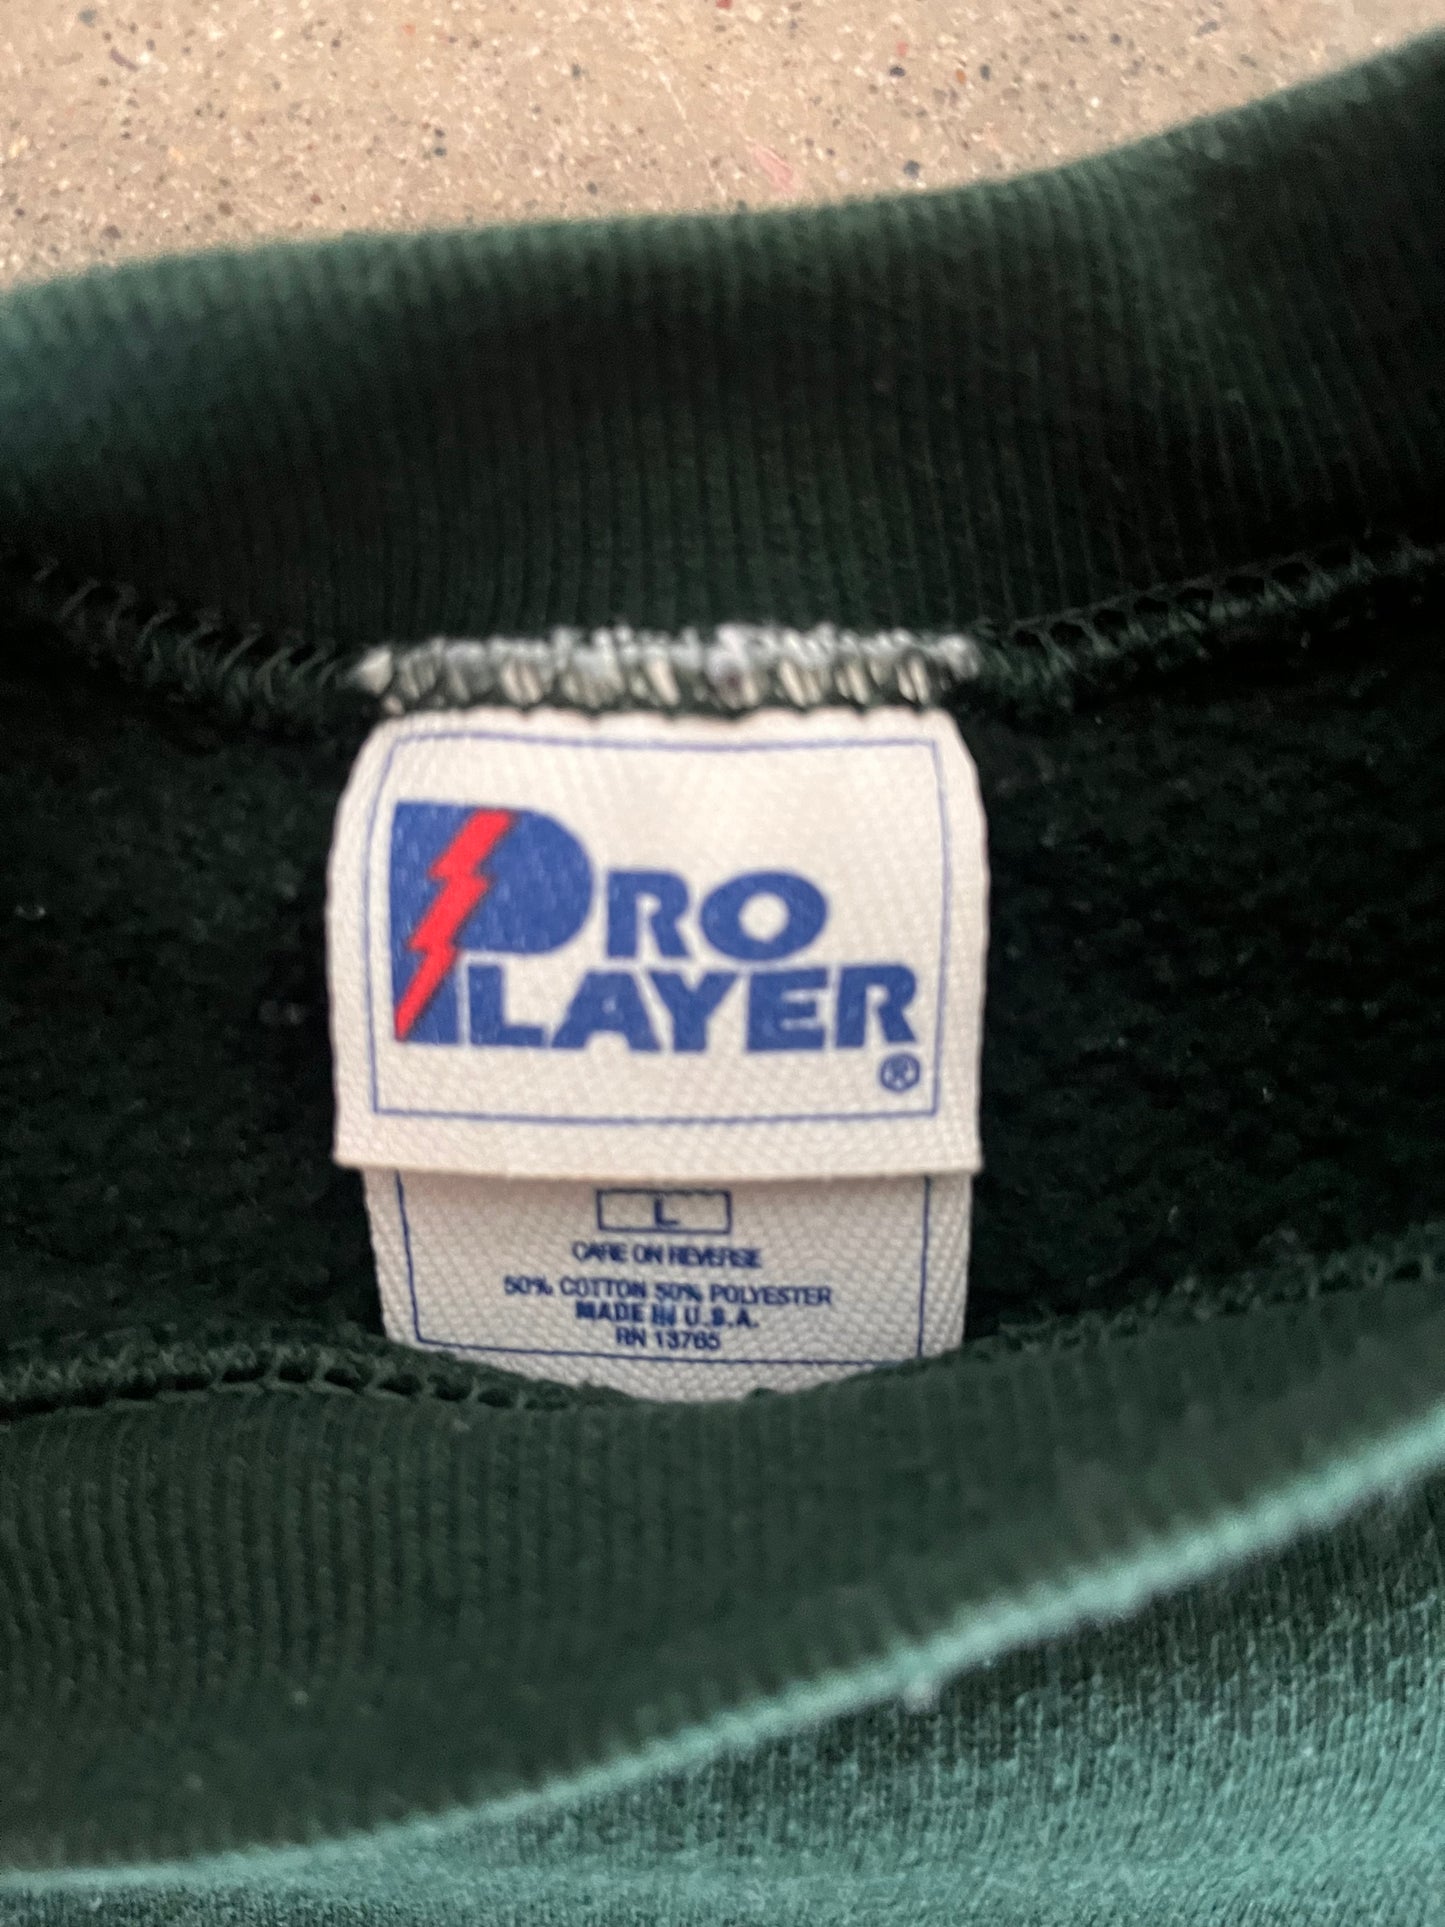 PRO
PLAYER
®
L
CARE ON REVERSE
50% COTTON 50% POLYESTER
MADE IN U.S.A.
RN 13765